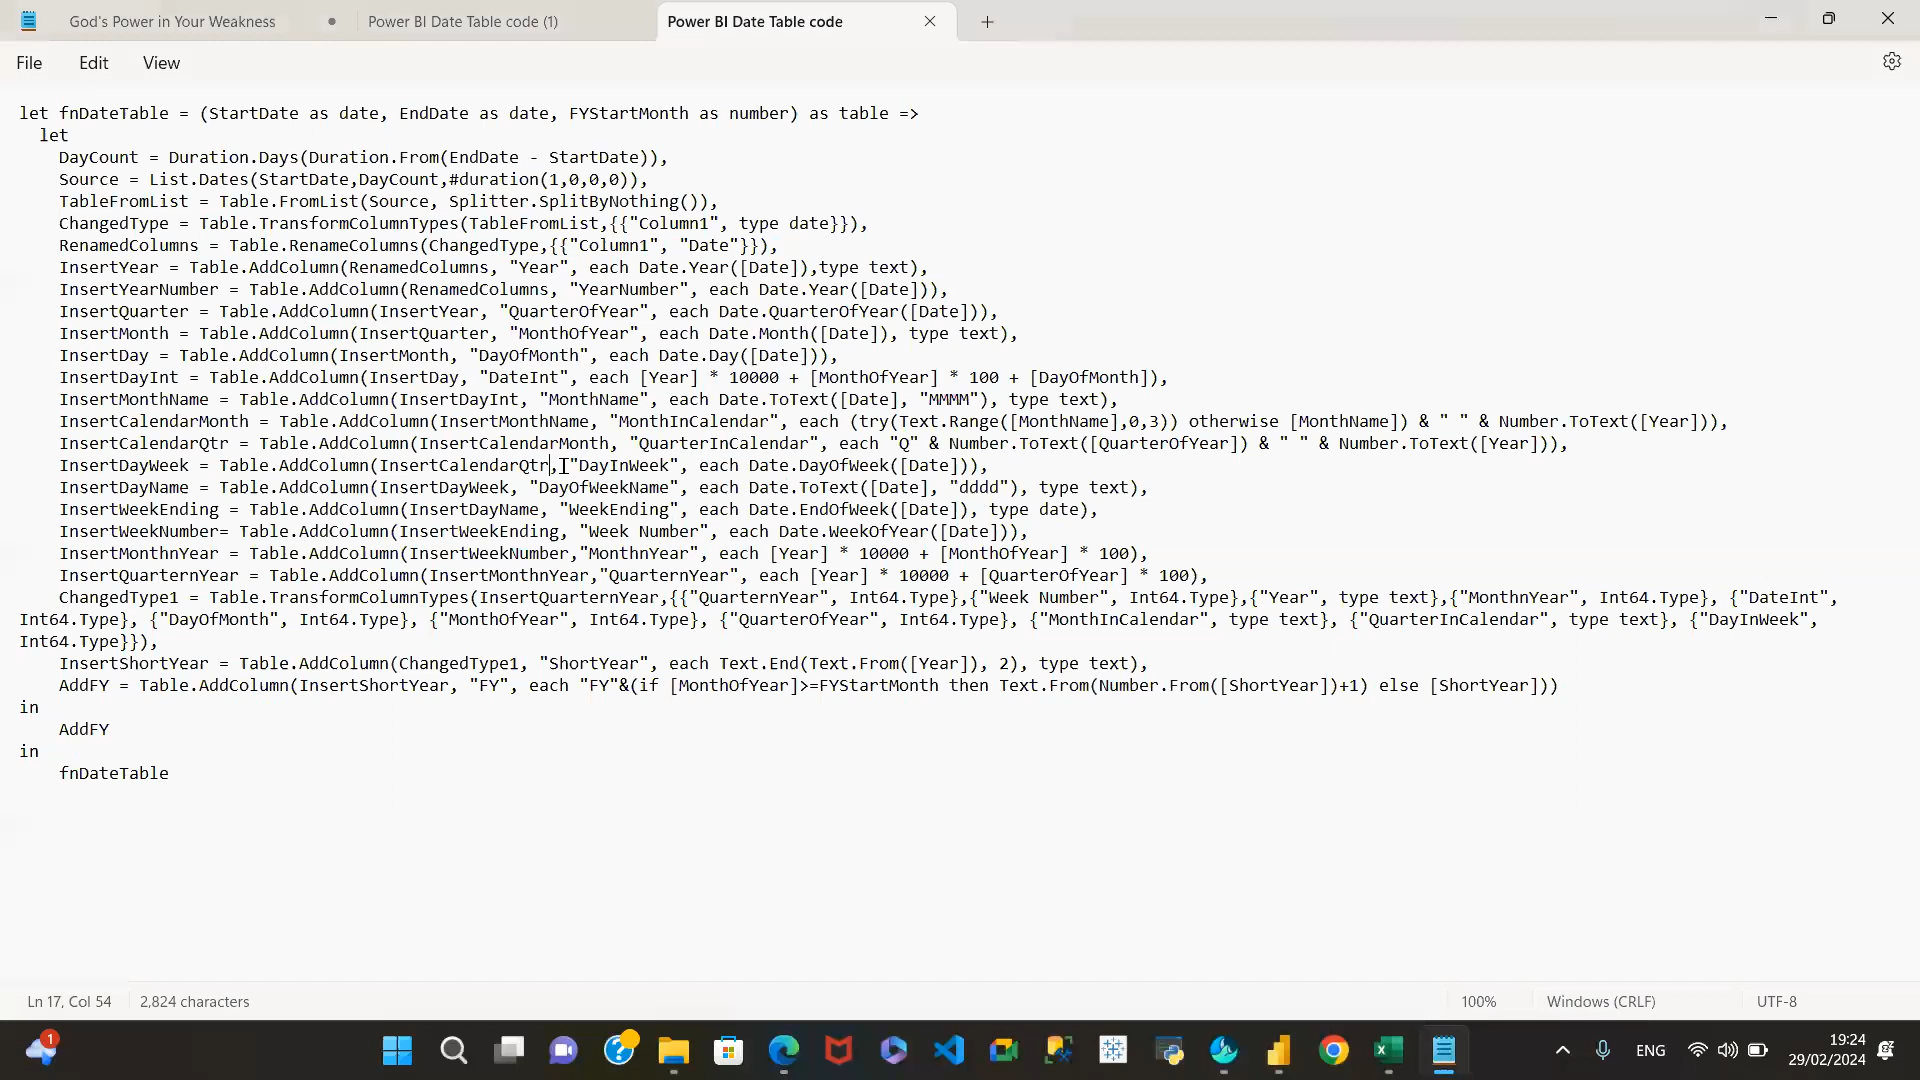 God's Power in Your Weakness
Power BI Date Table code (1)
Power BI Date Table code
File Edit View
let fnDateTable = (StartDate as date, EndDate as date, FYStartMonth as number) as table =>
let
DayCount = Duration.Days(Duration.From(EndDate - StartDate)),
Source = List.Dates(StartDate,DayCount,#duration(1,0,0,0)),
TableFromList = Table.FromList(Source, Splitter.SplitByNothing()),
ChangedType = Table.TransformColumnTypes(TableFromList,{{"Column1", type date}}),
RenamedColumns = Table.RenameColumns(ChangedType,{{"Column1", "Date"}}),
InsertYear = Table.AddColumn(RenamedColumns, "Year", each Date.Year([Date]),type text),
InsertYearNumber = Table.AddColumn(RenamedColumns, "YearNumber", each Date.Year([Date])),
InsertQuarter = Table.AddColumn(InsertYear, "QuarterOfYear", each Date.QuarterOfYear([Date])),
InsertMonth = Table.AddColumn(InsertQuarter, "MonthOfYear", each Date.Month([Date]), type text),
InsertDay = Table.AddColumn(InsertMonth, "DayOfMonth", each Date.Day([Date])),
InsertDayInt = Table.AddColumn(InsertDay, "DateInt", each [Year] * 10000 + [MonthOfYear] * 100 + [DayOfMonth]),
InsertMonthName = Table.AddColumn(InsertDayInt, "MonthName", each Date.ToText([Date], "MMMM"), type text),
InsertCalendarMonth = Table.AddColumn(InsertMonthName, "MonthInCalendar", each (try(Text.Range([MonthName],0,3)) otherwise [MonthName]) & " " & Number.ToText([Year])),
InsertCalendarQtr = Table.AddColumn(InsertCalendarMonth, "QuarterInCalendar", each "Q" & Number.ToText([QuarterOfYear]) & " " & Number.ToText([Year])),
InsertDayWeek = Table.AddColumn(InsertCalendarQtr, "DayInWeek", each Date.DayOfWeek([Date])),
InsertDayName = Table.AddColumn(InsertDayWeek, "DayOfWeekName", each Date.ToText([Date], "dddd"), type text),
InsertWeekEnding = Table.AddColumn(InsertDayName, "WeekEnding", each Date.EndOfWeek([Date]), type date),
InsertWeekNumber= Table.AddColumn(InsertWeekEnding, "Week Number", each Date.WeekOfYear([Date])),
InsertMonthnYear = Table.AddColumn(InsertWeekNumber,"MonthnYear", each [Year] * 10000 + [MonthOfYear] * 100),
InsertQuarternYear = Table.AddColumn(InsertMonthnYear,"QuarternYear", each [Year] * 10000 + [QuarterOfYear] * 100),
ChangedType1 = Table.TransformColumnTypes(InsertQuarternYear,{{"QuarternYear", Int64.Type},{"Week Number", Int64.Type},{"Year", type text},{"MonthnYear", Int64.Type}, {"DateInt",
Int64.Type}, {"DayOfMonth", Int64.Type}, {"MonthOfYear", Int64.Type}, {"QuarterOfYear", Int64.Type}, {"MonthInCalendar", type text}, {"QuarterInCalendar", type text}, {"DayInWeek",
Int64.Type}}),
InsertShortYear = Table.AddColumn(ChangedType1, "ShortYear", each Text.End(Text.From([Year]), 2), type text),
AddFY = Table.AddColumn(InsertShortYear, "FY", each "FY"&(if [MonthOfYear]>=FYStartMonth then Text.From(Number.From([ShortYear])+1) else [ShortYear]))
in
AddFY
in
fnDateTable
Ln 17, Col 54 2,824 characters 100% Windows (CRLF) UTF-8
1
ENG
19:24
29/02/2024